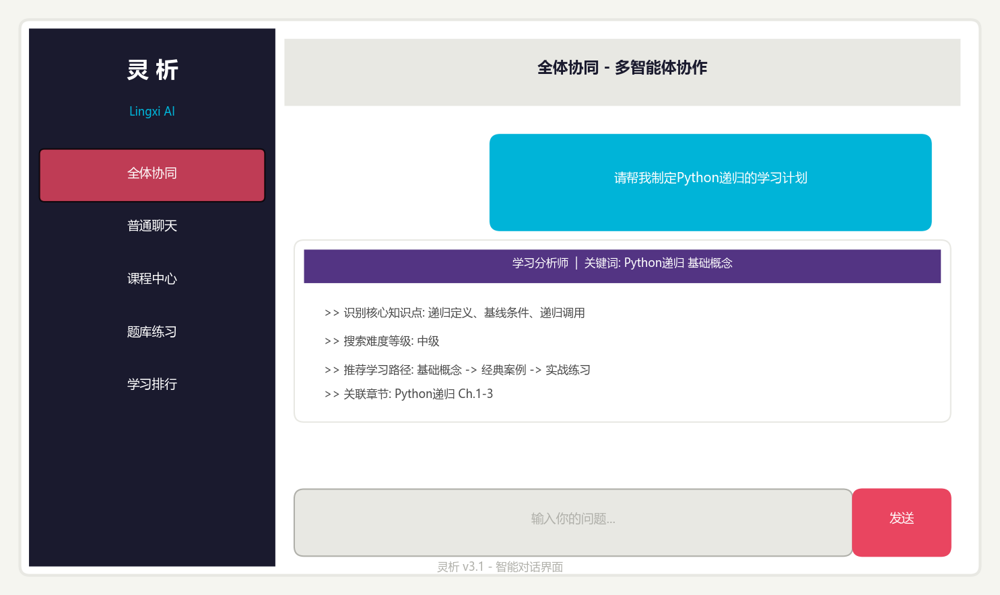 灵 析
Lingxi AI
全体协同
普通聊天
课程中心
题库练习
学习排行
全体协同 - 多智能体协作
请帮我制定Python递归的学习计划
学习分析师 | 关键词: Python递归 基础概念
>> 识别核心知识点: 递归定义、基线条件、递归调用
>> 搜索难度等级: 中级
>> 推荐学习路径: 基础概念 -> 经典案例 -> 实战练习
>> 关联章节: Python递归 Ch.1-3
输入你的问题...
发送
灵析 v3.1 - 智能对话界面